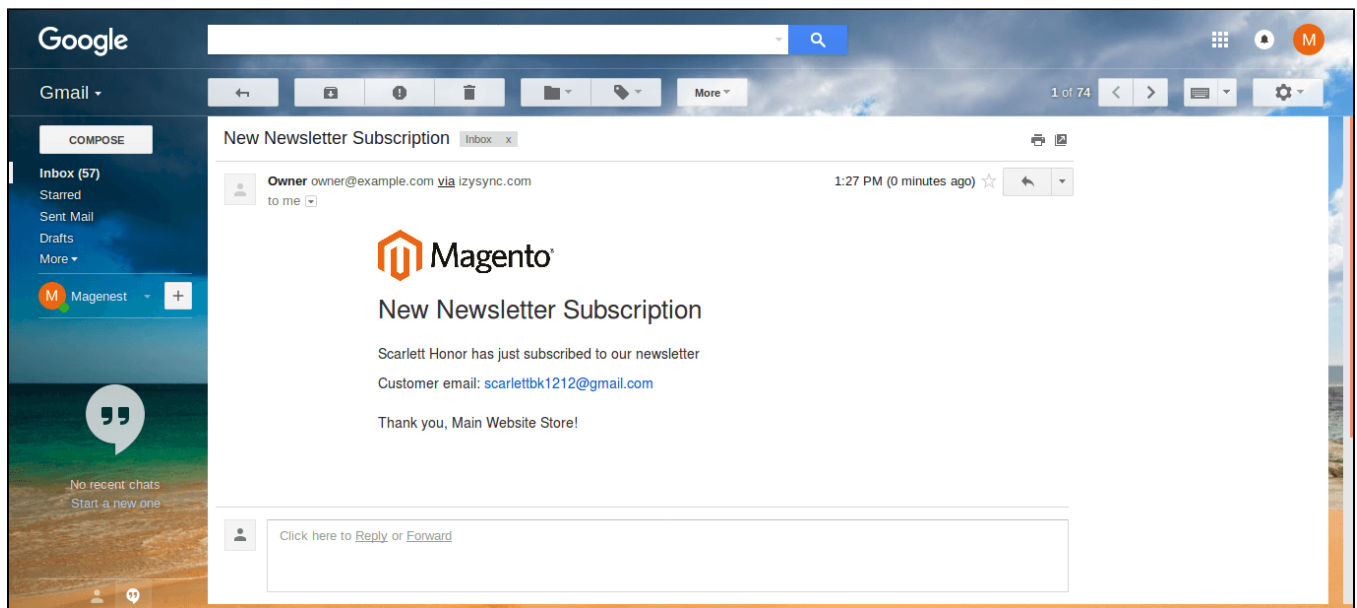 Google
M
Gmail
More
1 of 74
COMPOSE
Inbox (57)
Starred
Sent Mail
Drafts
More
M Magenest +
No recent chats
Start a new one
New Newsletter Subscription Inbox x
Owner owner@example.com via izysync.com 1:27 PM (0 minutes ago)
to me
Magento
New Newsletter Subscription
Scarlett Honor has just subscribed to our newsletter
Customer email: scarlettbk1212@gmail.com
Thank you, Main Website Store!
Click here to Reply or Forward